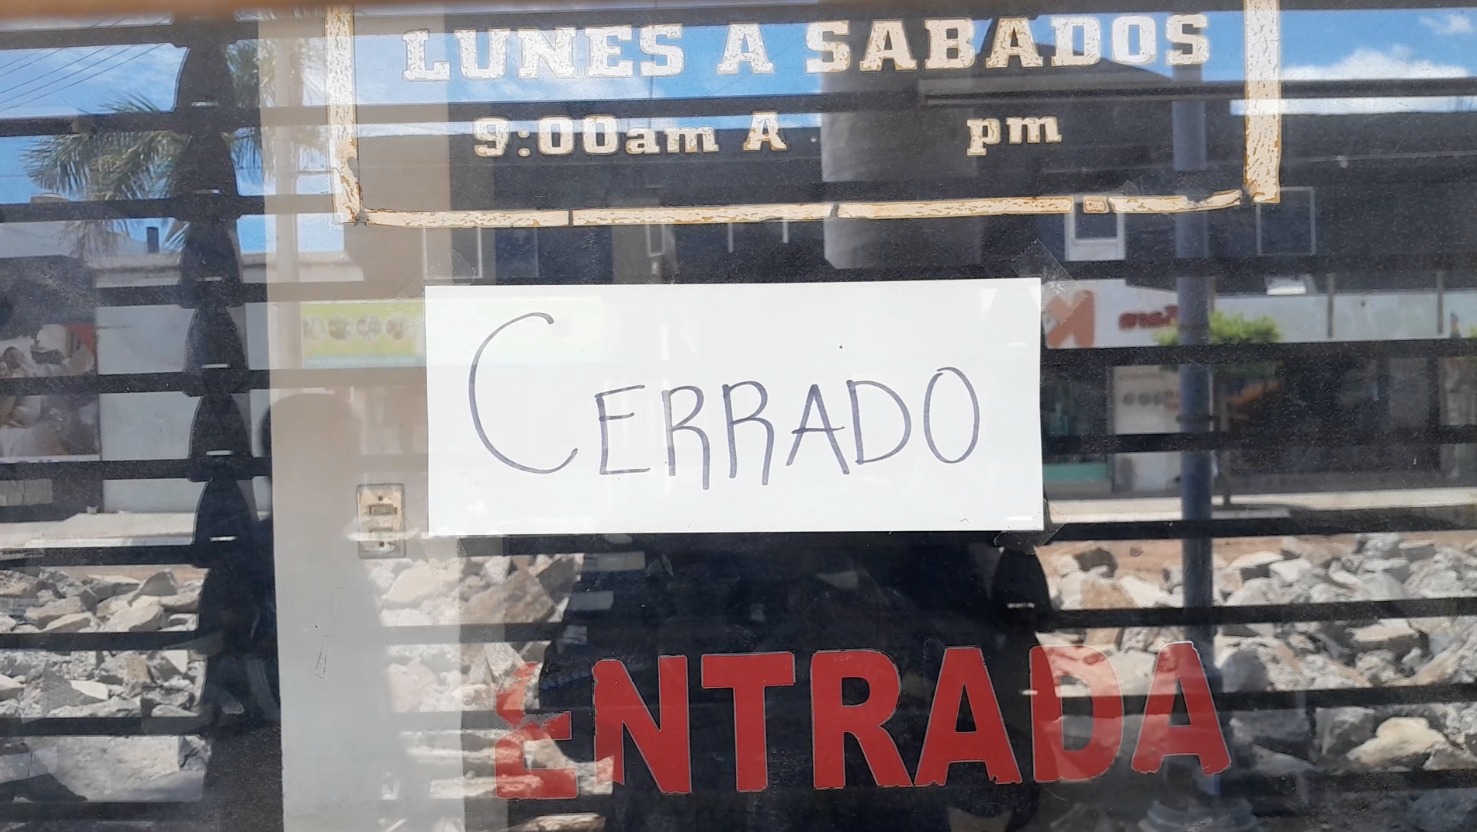 LUNES A SABADOS
9:00am A pm
CERRADO
ENTRADA